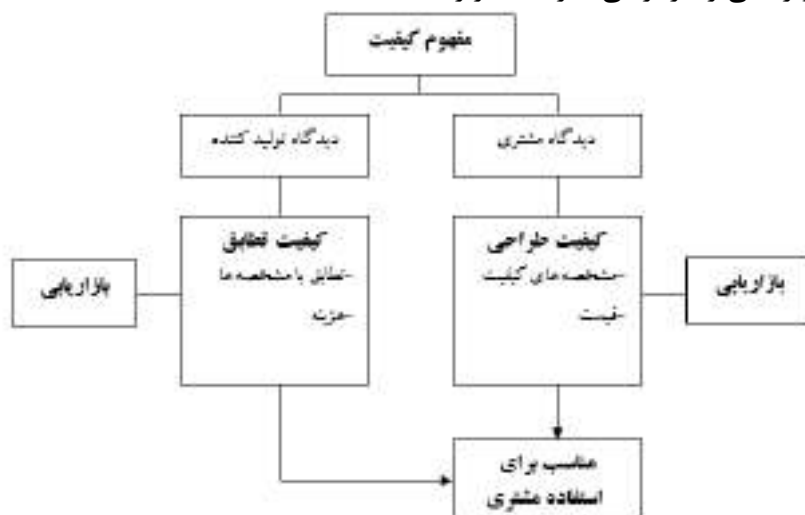 مفهوم کیفیت
دیدگاه مشتری
دیدگاه تولید کننده
کیفیت طراحی
-مشخصه های کیفیت
-قیمت
کیفیت تطابق
-تطابق با مشخصه ها
-هزینه
بازاریابی
بازاریابی
مناسب برای
استفاده مشتری